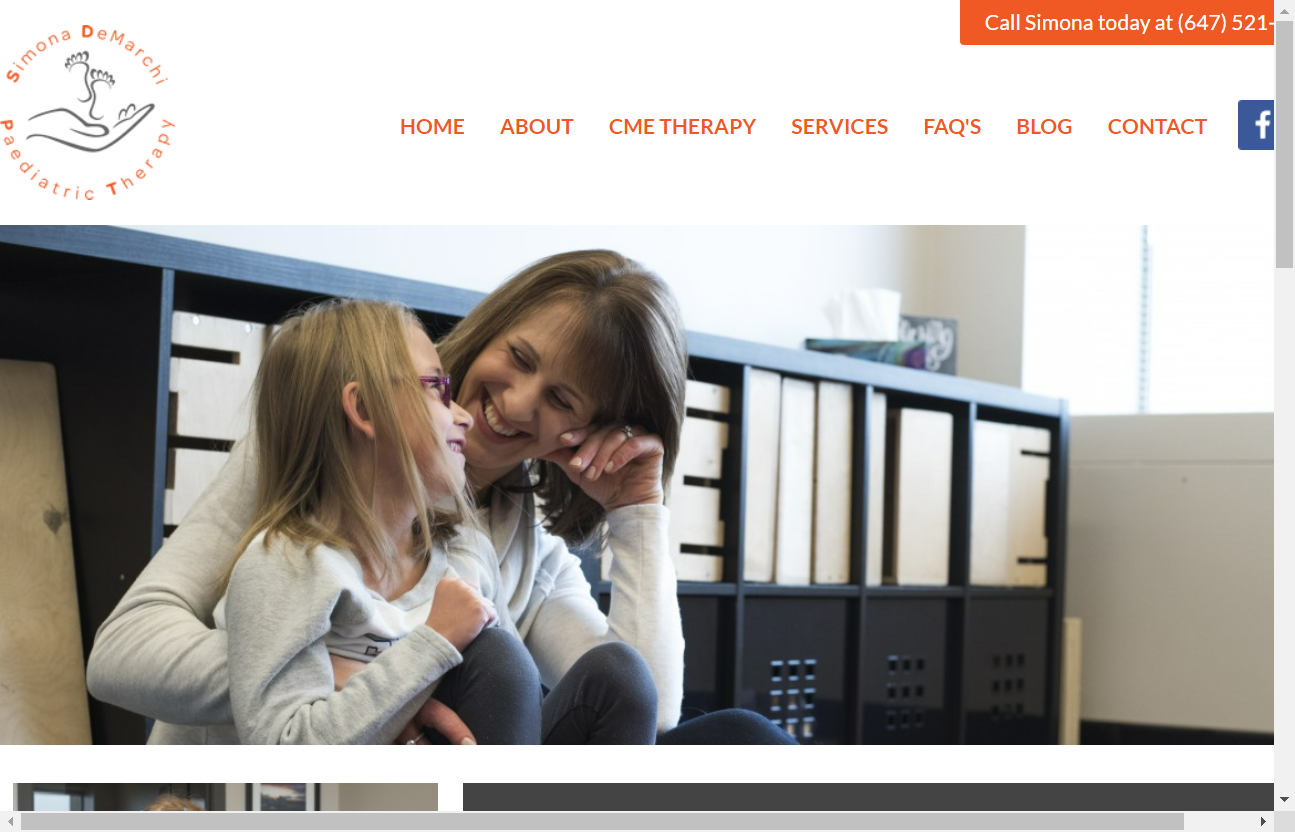 Call Simona today at (647) 521-
Simona DeMarchi
Paediatric Therapy
HOME ABOUT CME THERAPY SERVICES FAQ'S BLOG CONTACT
f